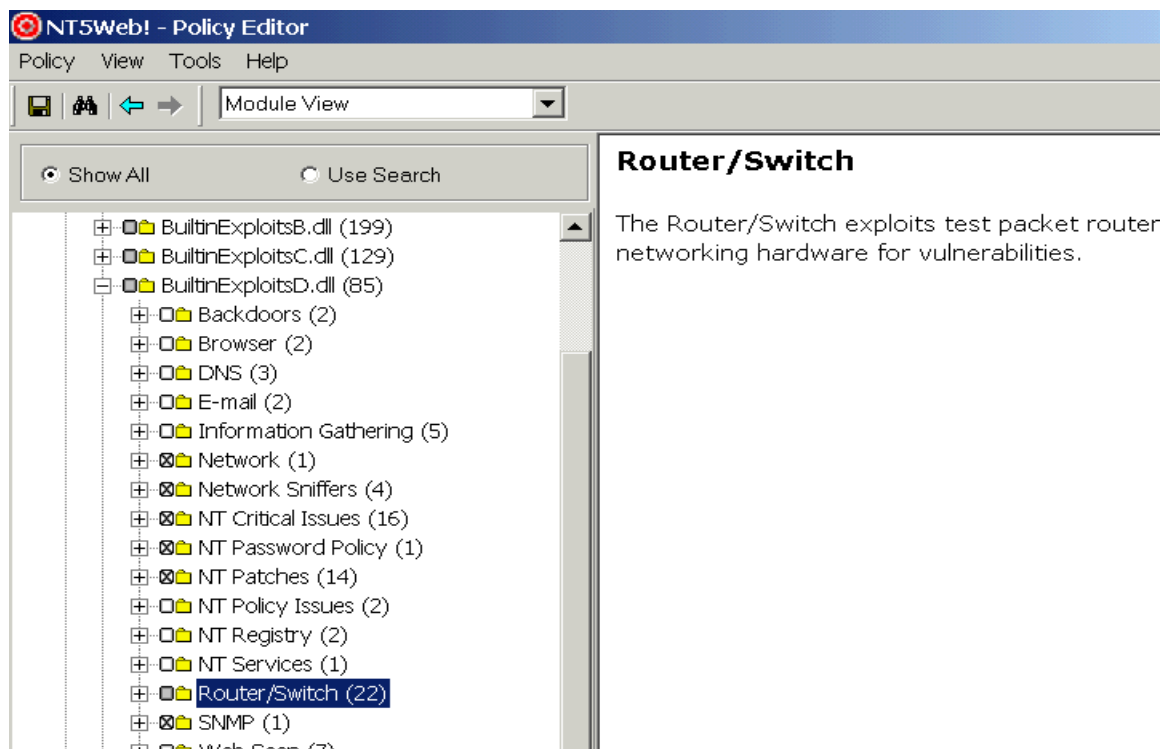 NT5Web! - Policy Editor
Policy View Tools Help
Module View
Show All Use Search
BuiltinExploitsB.dll (199)
BuiltinExploitsC.dll (129)
BuiltinExploitsD.dll (85)
Backdoors (2)
Browser (2)
DNS (3)
E-mail (2)
Information Gathering (5)
Network (1)
Network Sniffers (4)
NT Critical Issues (16)
NT Password Policy (1)
NT Patches (14)
NT Policy Issues (2)
NT Registry (2)
NT Services (1)
Router/Switch (22)
SNMP (1)
Web Scan (7)
Router/Switch
The Router/Switch exploits test packet router
networking hardware for vulnerabilities.